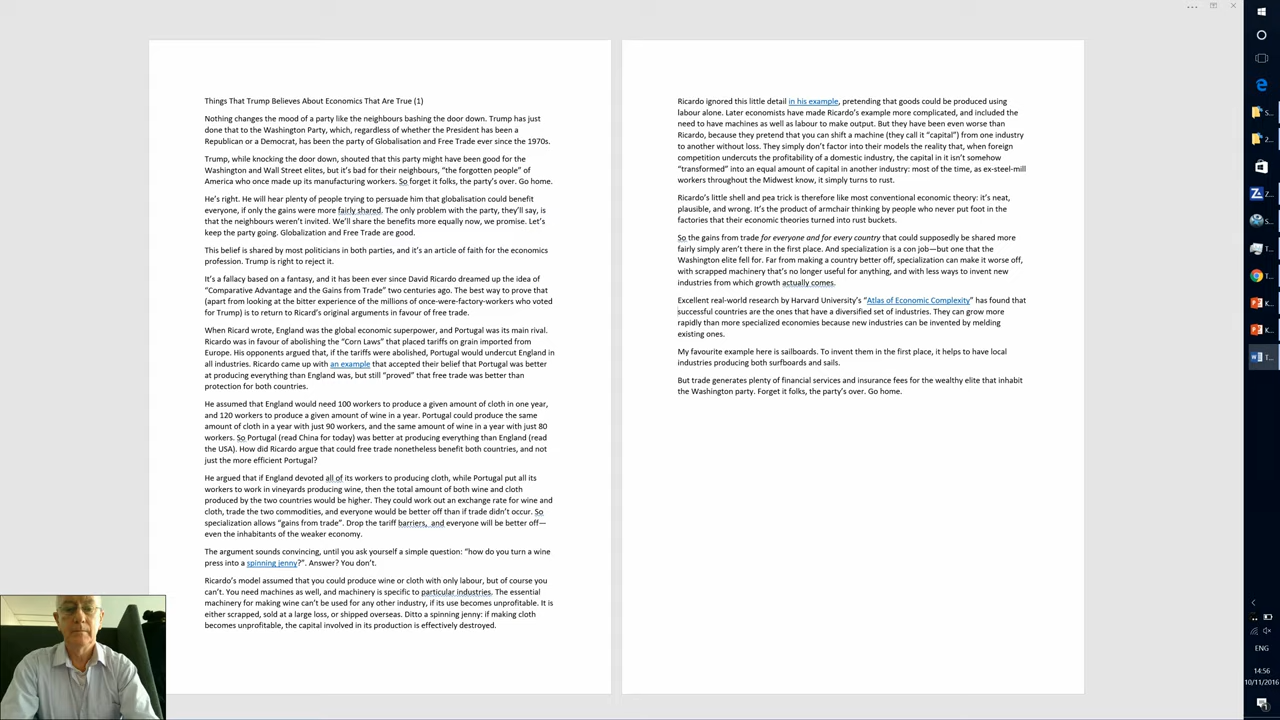 Things That Trump Believes About Economics That Are True (1)
Nothing changes the mood of a party like the neighbours bashing the door down. Trump has just
done that to the Washington Party, which, regardless of whether the President has been a
Republican or a Democrat, has been the party of Globalisation and Free Trade ever since the 1970s.
Trump, while knocking the door down, shouted that this party might have been good for the
Washington and Wall Street elites, but it's bad for their neighbours, "the forgotten people" of
America who once made up its manufacturing workers. So forget it folks, the party's over. Go home.
He's right. He will hear plenty of people trying to persuade him that globalisation could benefit
everyone, if only the gains were more fairly shared. The only problem with the party, they'll say, is
that the neighbours weren't invited. We'll share the benefits more equally now, we promise. Let's
keep the party going. Globalization and Free Trade are good.
This belief is shared by most politicians in both parties, and it's an article of faith for the economics
profession. Trump is right to reject it.
It's a fallacy based on a fantasy, and it has been ever since David Ricardo dreamed up the idea of
"Comparative Advantage and the Gains from Trade" two centuries ago. The best way to prove that
(apart from looking at the bitter experience of the millions of once-were-factory-workers who voted
for Trump) is to return to Ricard's original arguments in favour of free trade.
When Ricard wrote, England was the global economic superpower, and Portugal was its main rival.
Ricardo was in favour of abolishing the "Corn Laws" that placed tariffs on grain imported from
Europe. His opponents argued that, if the tariffs were abolished, Portugal would undercut England in
all industries. Ricardo came up with an example that accepted their belief that Portugal was better
at producing everything than England was, but still "proved" that free trade was better than
protection for both countries.
He assumed that England would need 100 workers to produce a given amount of cloth in one year,
and 120 workers to produce a given amount of wine in a year. Portugal could produce the same
amount of cloth in a year with just 90 workers, and the same amount of wine in a year with just 80
workers. So Portugal (read China for today) was better at producing everything than England (read
the USA). How did Ricardo argue that could free trade nonetheless benefit both countries, and not
just the more efficient Portugal?
He argued that if England devoted all of its workers to producing cloth, while Portugal put all its
workers to work in vineyards producing wine, then the total amount of both wine and cloth
produced by the two countries would be higher. They could work out an exchange rate for wine and
cloth, trade the two commodities, and everyone would be better off than if trade didn't occur. So
specialization allows "gains from trade". Drop the tariff barriers, and everyone will be better off—
even the inhabitants of the weaker economy.
The argument sounds convincing, until you ask yourself a simple question: "how do you turn a wine
press into a spinning jenny?". Answer? You don't.
Ricardo's model assumed that you could produce wine or cloth with only labour, but of course you
can't. You need machines as well, and machinery is specific to particular industries. The essential
machinery for making wine can't be used for any other industry, if its use becomes unprofitable. It is
either scrapped, sold at a large loss, or shipped overseas. Ditto a spinning jenny: if making cloth
becomes unprofitable, the capital involved in its production is effectively destroyed.
Ricardo ignored this little detail in his example, pretending that goods could be produced using
labour alone. Later economists have made Ricardo's example more complicated, and included the
need to have machines as well as labour to make output. But they have been even worse than
Ricardo, because they pretend that you can shift a machine (they call it "capital") from one industry
to another without loss. They simply don't factor into their models the reality that, when foreign
competition undercuts the profitability of a domestic industry, the capital in it isn't somehow
"transformed" into an equal amount of capital in another industry: most of the time, as ex-steel-mill
workers throughout the Midwest know, it simply turns to rust.
Ricardo's little shell and pea trick is therefore like most conventional economic theory: it's neat,
plausible, and wrong. It's the product of armchair thinking by people who never put foot in the
factories that their economic theories turned into rust buckets.
So the gains from trade for everyone and for every country that could supposedly be shared more
fairly simply aren't there in the first place. And specialization is a con job—but one that the
Washington elite fell for. Far from making a country better off, specialization can make it worse off,
with scrapped machinery that's no longer useful for anything, and with less ways to invent new
industries from which growth actually comes.
Excellent real-world research by Harvard University's "Atlas of Economic Complexity" has found that
successful countries are the ones that have a diversified set of industries. They can grow more
rapidly than more specialized economies because new industries can be invented by melding
existing ones.
My favourite example here is sailboards. To invent them in the first place, it helps to have local
industries producing both surfboards and sails.
But trade generates plenty of financial services and insurance fees for the wealthy elite that inhabit
the Washington party. Forget it folks, the party's over. Go home.
S...
2...
Z...
S...
T...
T...
K...
K...
T...
ENG
14:56
10/11/2016